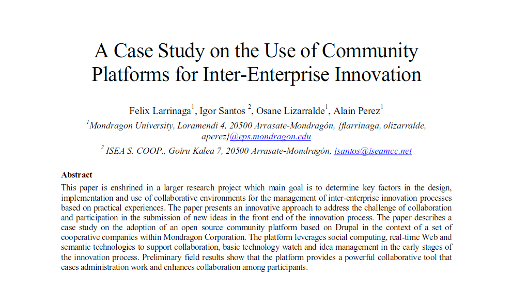 A Case Study on the Use of Community
Platforms for Inter-Enterprise Innovation
Felix Larrinaga1, Igor Santos 2, Osane Lizarralde1, Alain Perez1
1Mondragon University, Loramendi 4, 20500 Arrasate-Mondragón, {flarrinaga, olizarralde,
aperez}@eps.mondragon.edu
2 ISEA S. COOP., Goiru Kalea 7, 20500 Arrasate-Mondragón, isantos@iseamcc.net
Abstract
This paper is enshrined in a larger research project which main goal is to determine key factors in the design,
implementation and use of collaborative environments for the management of inter-enterprise innovation processes
based on practical experiences. The paper presents an innovative approach to address the challenge of collaboration
and participation in the submission of new ideas in the front end of the innovation process. The paper describes a
case study on the adoption of an open source community platform based on Drupal in the context of a set of
cooperative companies within Mondragon Corporation. The platform leverages social computing, real-time Web and
semantic technologies to support collaboration, basic technology watch and idea management in the early stages of
the innovation process. Preliminary field results show that the platform provides a powerful collaborative tool that
eases administration work and enhances collaboration among participants.